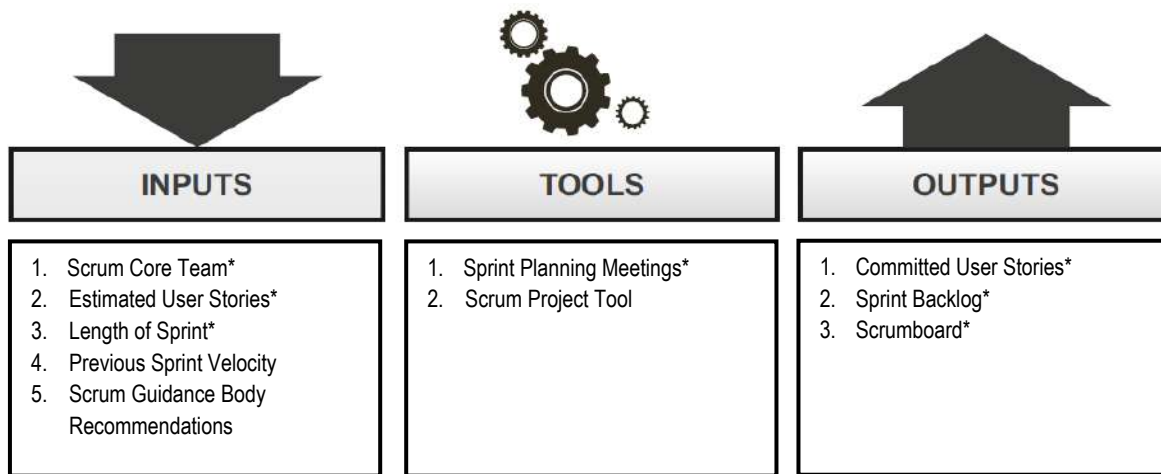 INPUTS
1. Scrum Core Team*
2. Estimated User Stories*
3. Length of Sprint*
4. Previous Sprint Velocity
5. Scrum Guidance Body
Recommendations
TOOLS
1. Sprint Planning Meetings*
2. Scrum Project Tool
OUTPUTS
1. Committed User Stories*
2. Sprint Backlog*
3. Scrumboard*